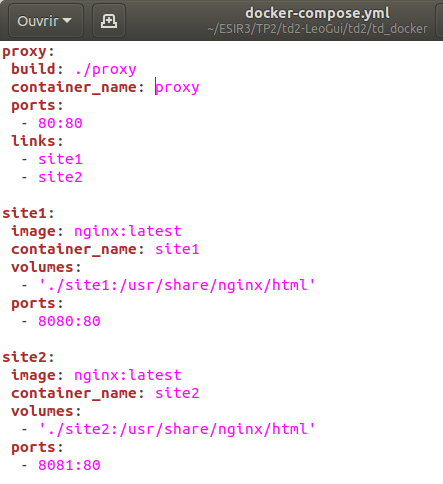 Ouvrir
docker-compose.yml
~/ESIR3/TP2/td2-LeoGui/td2/td_docker
proxy:
 build: ./proxy
 container_name: proxy
 ports:
  - 80:80
 links:
  - site1
  - site2

site1:
 image: nginx:latest
 container_name: site1
 volumes:
  - './site1:/usr/share/nginx/html'
 ports:
  - 8080:80

site2:
 image: nginx:latest
 container_name: site2
 volumes:
  - './site2:/usr/share/nginx/html'
 ports:
  - 8081:80